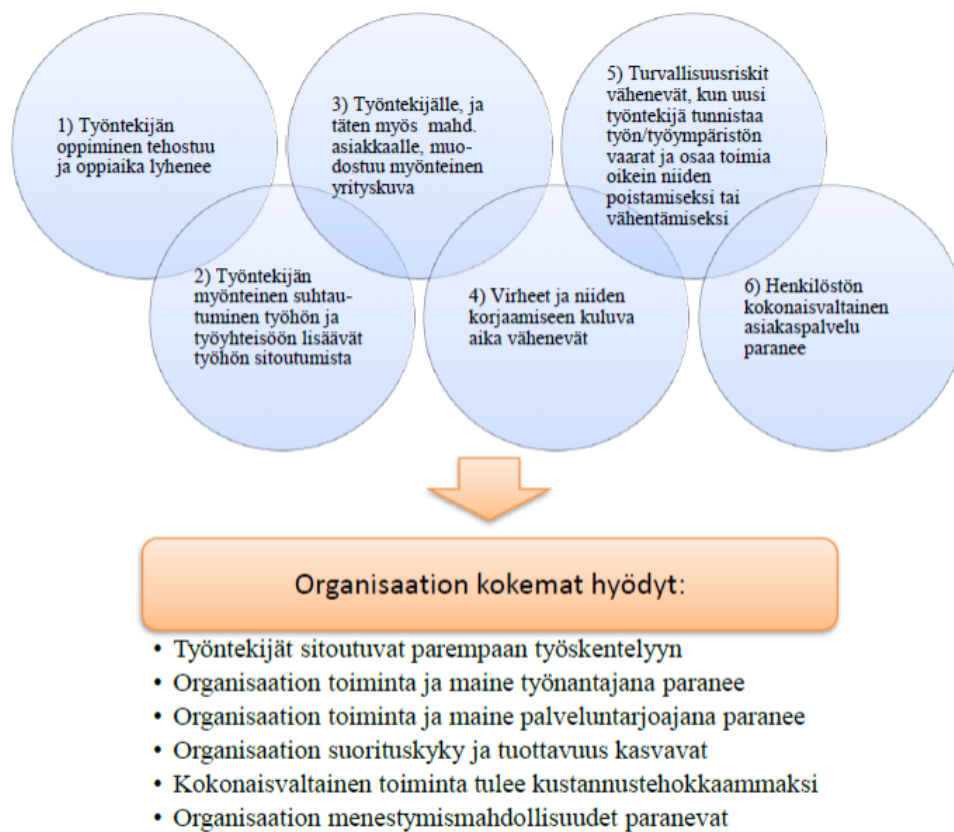 1) Työntekijän
oppiminen tehostuu
ja oppiaika lyhenee
2) Työntekijän
myönteinen suhtau-
tuminen työhön ja
työyhteisöön lisäävät
työhön sitoutumista
3) Työntekijälle, ja
täten myös mahd.
asiakkaalle, muo-
dostuu myönteinen
yrityskuva
4) Virheet ja niiden
korjaamiseen kuluva
aika vähenevät
5) Turvallisuusriskit
vähenevät, kun uusi
työntekijä tunnistaa
työn/työympäristön
vaarat ja osaa toimia
oikein niiden
poistamiseksi tai
vähentämiseksi
6) Henkilöstön
kokonaisvaltainen
asiakaspalvelu
paranee
Organisaation kokemat hyödyt:
• Työntekijät sitoutuvat parempaan työskentelyyn
• Organisaation toiminta ja maine työnantajana paranee
• Organisaation toiminta ja maine palveluntarjoajana paranee
• Organisaation suorituskyky ja tuottavuus kasvavat
• Kokonaisvaltainen toiminta tulee kustannustehokkaammaksi
• Organisaation menestymismahdollisuudet paranevat